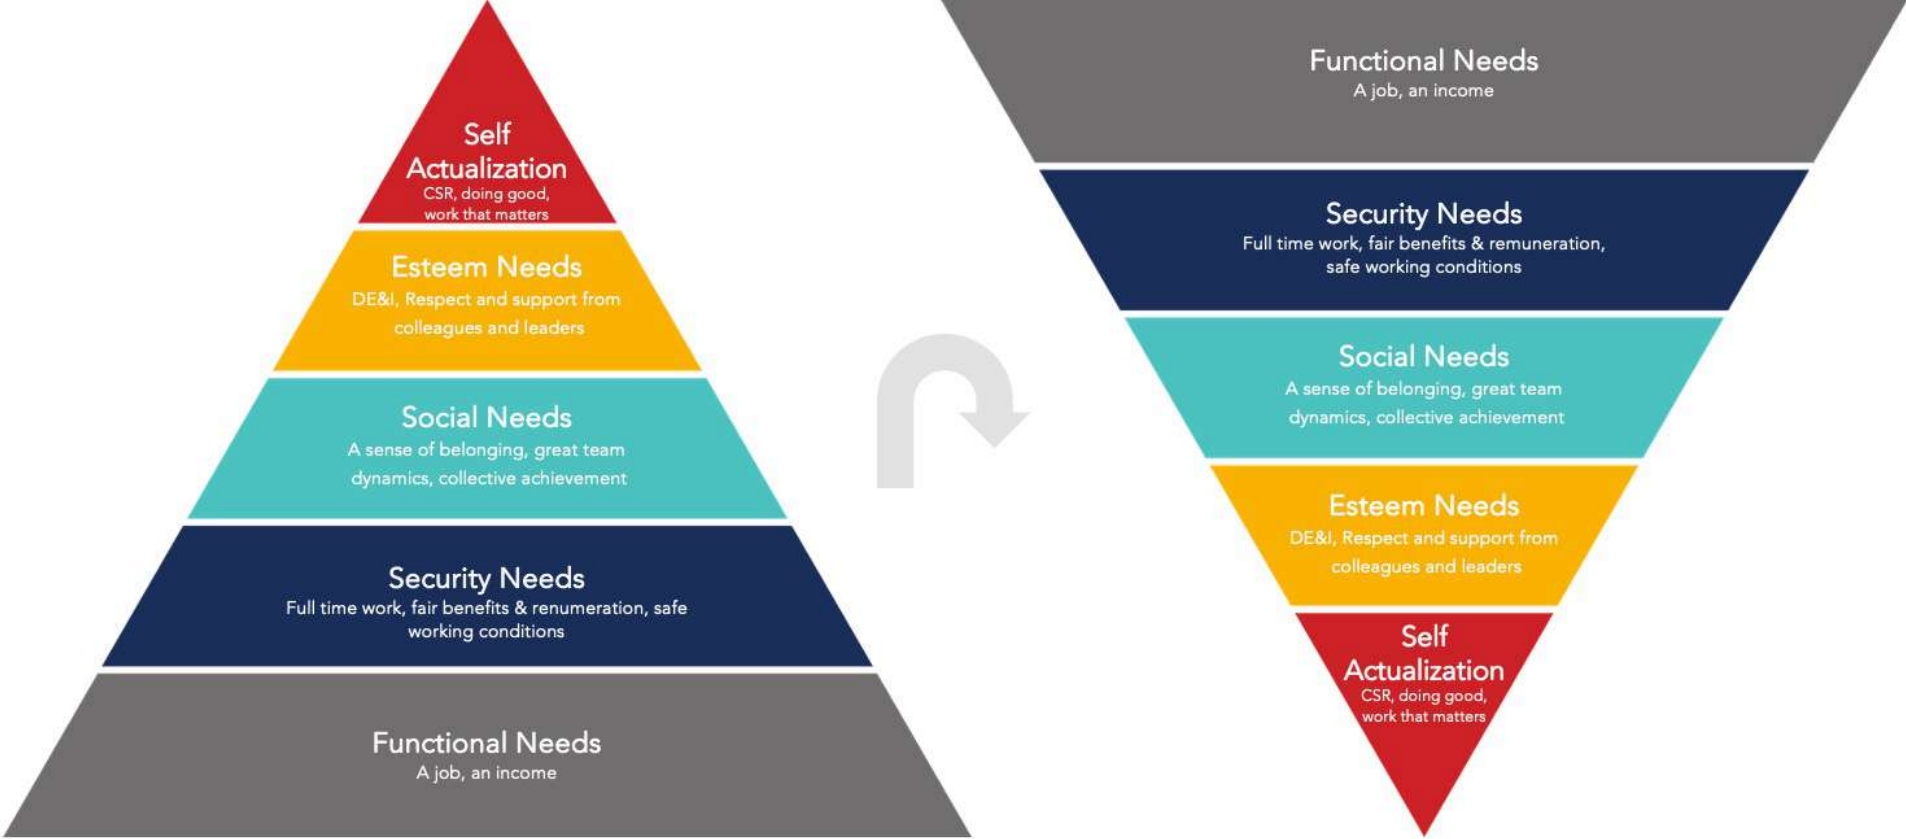 Self
Actualization
CSR, doing good,
work that matters
Esteem Needs
DE&I, Respect and support from
colleagues and leaders
Social Needs
A sense of belonging, great team
dynamics, collective achievement
Security Needs
Full time work, fair benefits & renumeration, safe
working conditions
Functional Needs
A job, an income
Functional Needs
A job, an income
Security Needs
Full time work, fair benefits & remuneration,
safe working conditions
Social Needs
A sense of belonging, great team
dynamics, collective achievement
Esteem Needs
DE&I, Respect and support from
colleagues and leaders
Self
Actualization
CSR, doing good,
work that matters